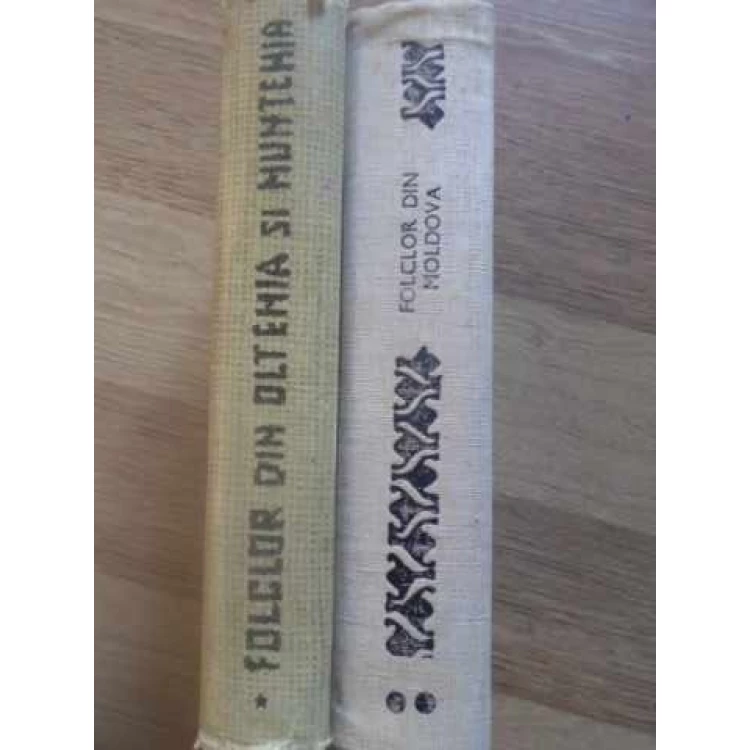 * FOLCLOR DIN OLTENIA SI MUNTENIA
FOLCLOR DIN
MOLDOVA